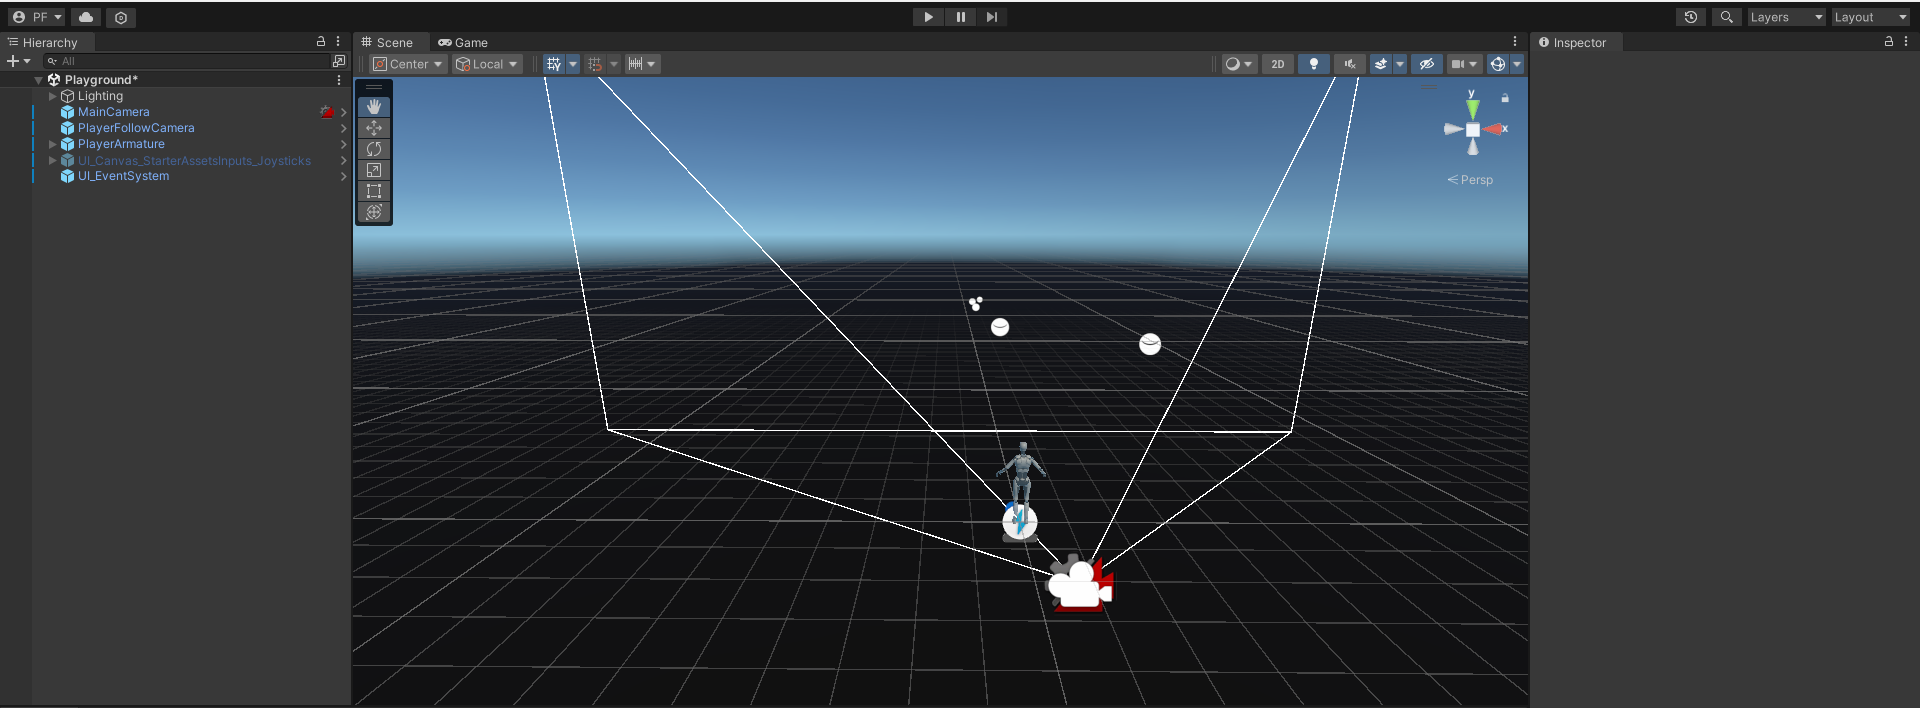 PF
Layers
Layout
Hierarchy
Scene
Game
Inspector
All
Center
Local
2D
Playground*
Lighting
MainCamera
PlayerFollowCamera
PlayerArmature
UI_Canvas_StarterAssetsInputs_Joysticks
UI_EventSystem
y
x
Persp